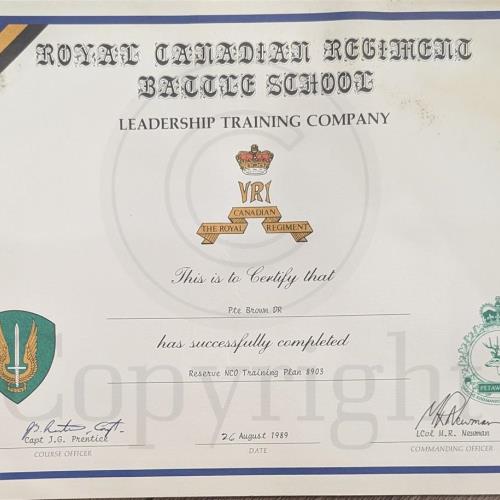 ROYAL CANADIAN REGIMENT
BATTLE SCHOOL
LEADERSHIP TRAINING COMPANY
VRI
CANADIAN
THE ROYAL REGIMENT
This is to Certify that
Pte Brown DR
has successfully completed
Reserve NCO Training Plan 8903
Copyright
PETAWAWA
Capt J.G. Prentice
COURSE OFFICER
26 August 1989
DATE
LCol M.R. Newman
COMMANDING OFFICER